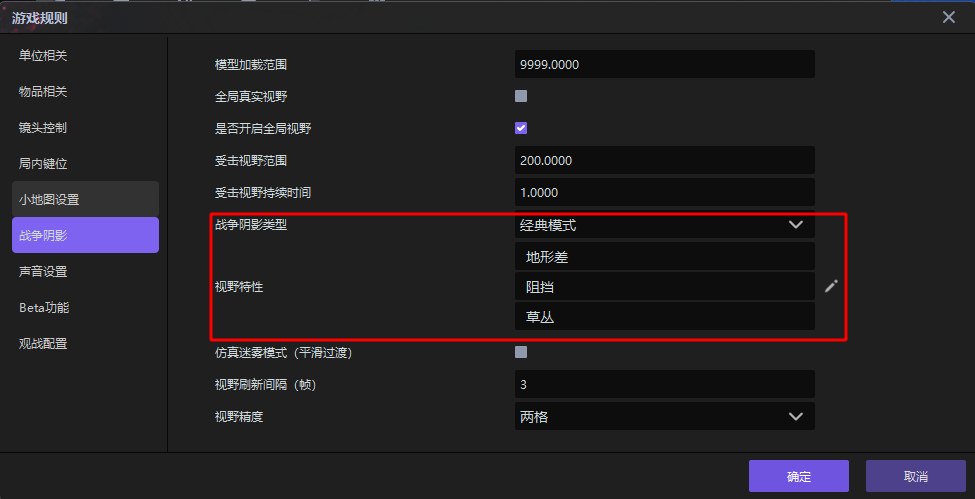 游戏规则
单位相关
物品相关
镜头控制
局内键位
小地图设置
战争阴影
声音设置
Beta功能
观战配置
模型加载范围 9999.0000
全局真实视野
是否开启全局视野
受击视野范围 200.0000
受击视野持续时间 1.0000
战争阴影类型 经典模式
地形差
视野特性 阻挡
草丛
仿真迷雾模式（平滑过渡）
视野刷新间隔（帧） 3
视野精度 两格
确定 取消